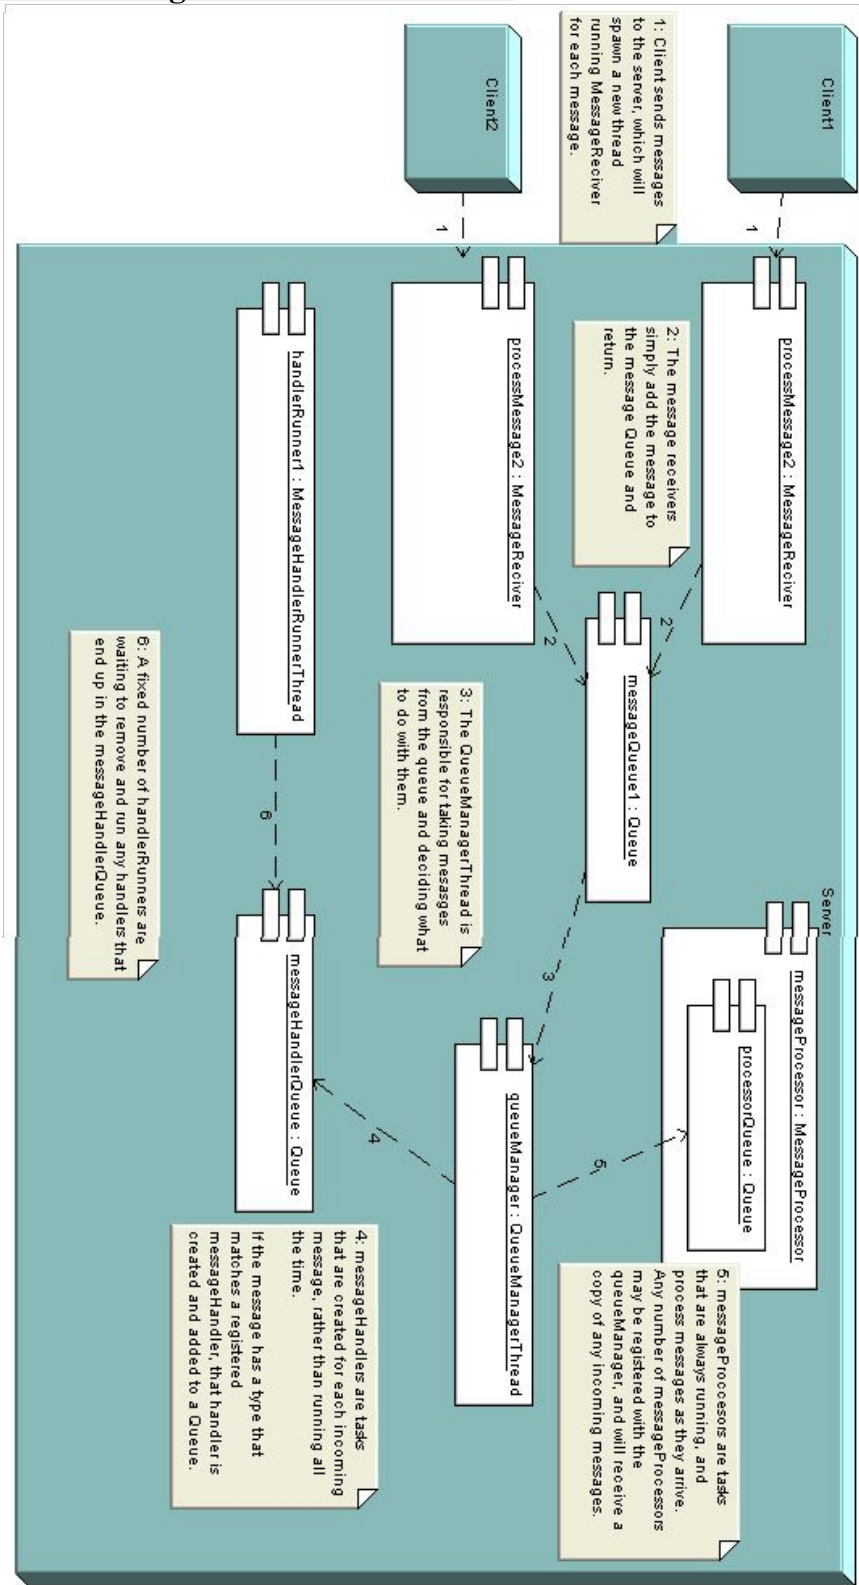 Client1
Client2
1: Client sends messages
to the server, which will
spawn a new thread
running MessageReciver
for each message.
1
1
Server
processMessage2 : MessageReciver
processMessage2 : MessageReciver
2: The message receivers
simply add the message to
the message Queue and
return.
2
2
messageQueue1 : Queue
handlerRunner1 : MessageHandlerRunnerThread
3: The QueueManagerThread is
responsible for taking mesasges
from the queue and deciding what
to do with them.
3
6
6: A fixed number of handlerRunners are
waiting to remove and run any handlers that
end up in the messageHandlerQueue.
messageProcessor : MessageProcessor
processorQueue : Queue
queueManager : QueueManagerThread
messageHandlerQueue : Queue
5
4
5: messageProccesors are tasks
that are always running, and
process messages as they arrive.
Any number of messageProcessors
may be registered with the
queueManager, and will receive a
copy of any incoming messages.
4: messageHandlers are tasks
that are created for each incoming
message, rather than running all
the time.
If the message has a type that
matches a registered
messageHandler, that handler is
created and added to a Queue.